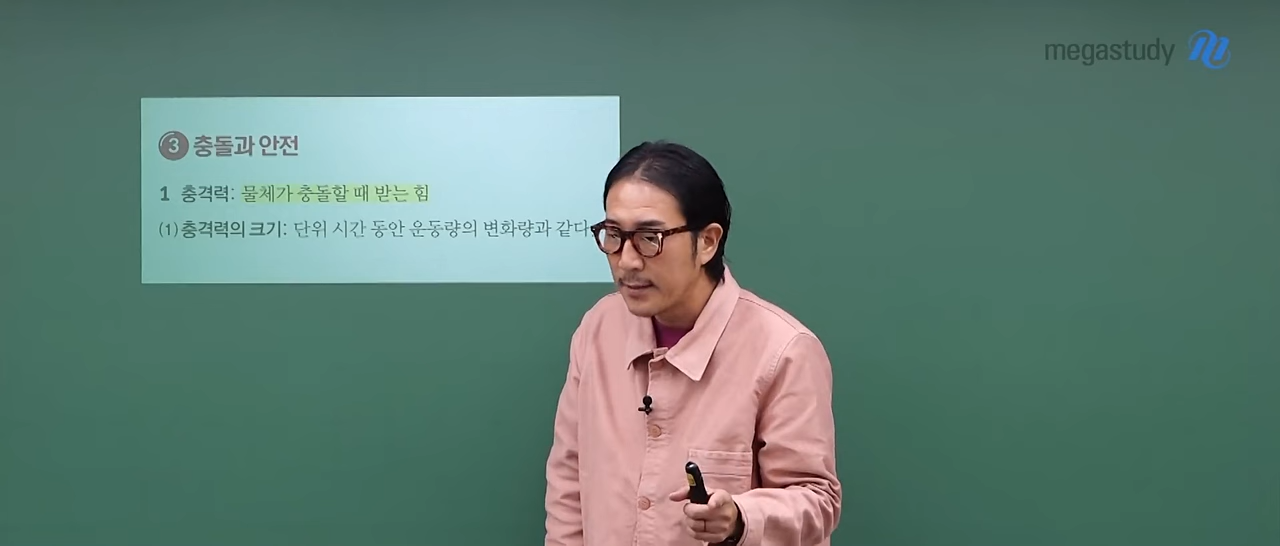 megastudy
3 충돌과 안전
1 충격력: 물체가 충돌할 때 받는 힘
(1) 충격력의 크기: 단위 시간 동안 운동량의 변화량과 같다.